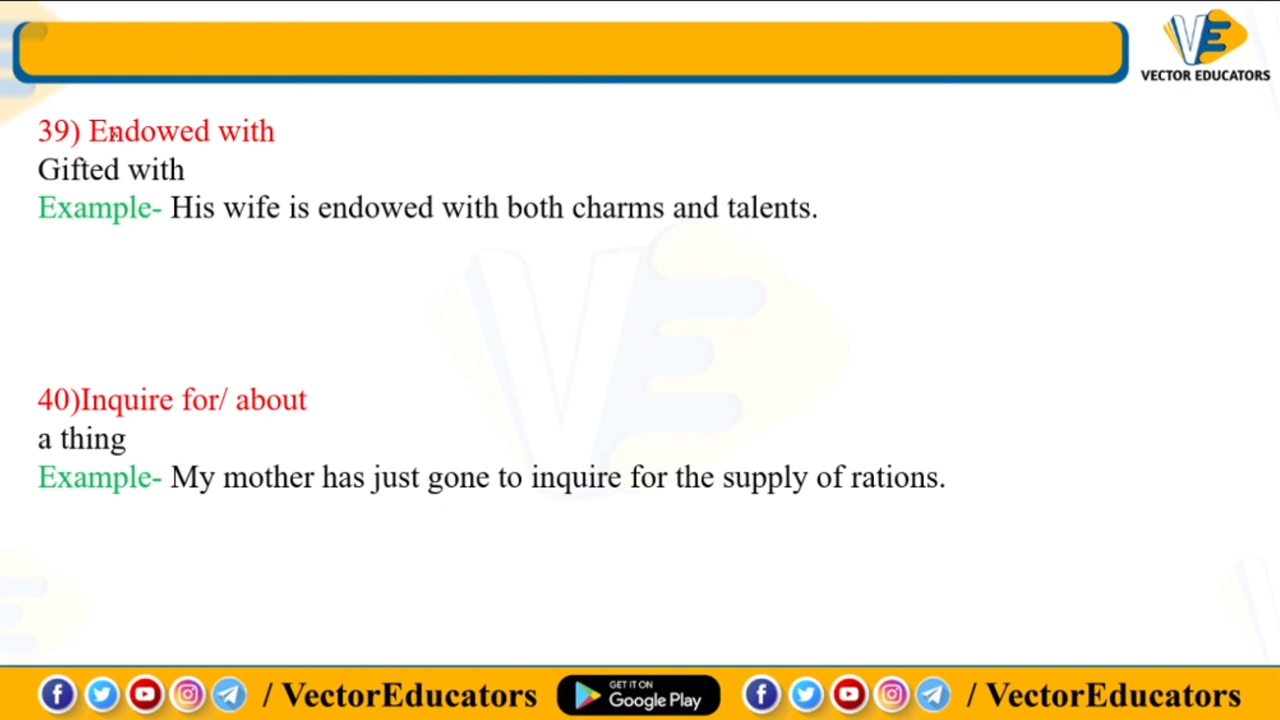 VE
VECTOR EDUCATORS
39) Endowed with
Gifted with
Example- His wife is endowed with both charms and talents.
40)Inquire for/ about
a thing
Example- My mother has just gone to inquire for the supply of rations.
/ VectorEducators GET IT ON Google Play / VectorEducators